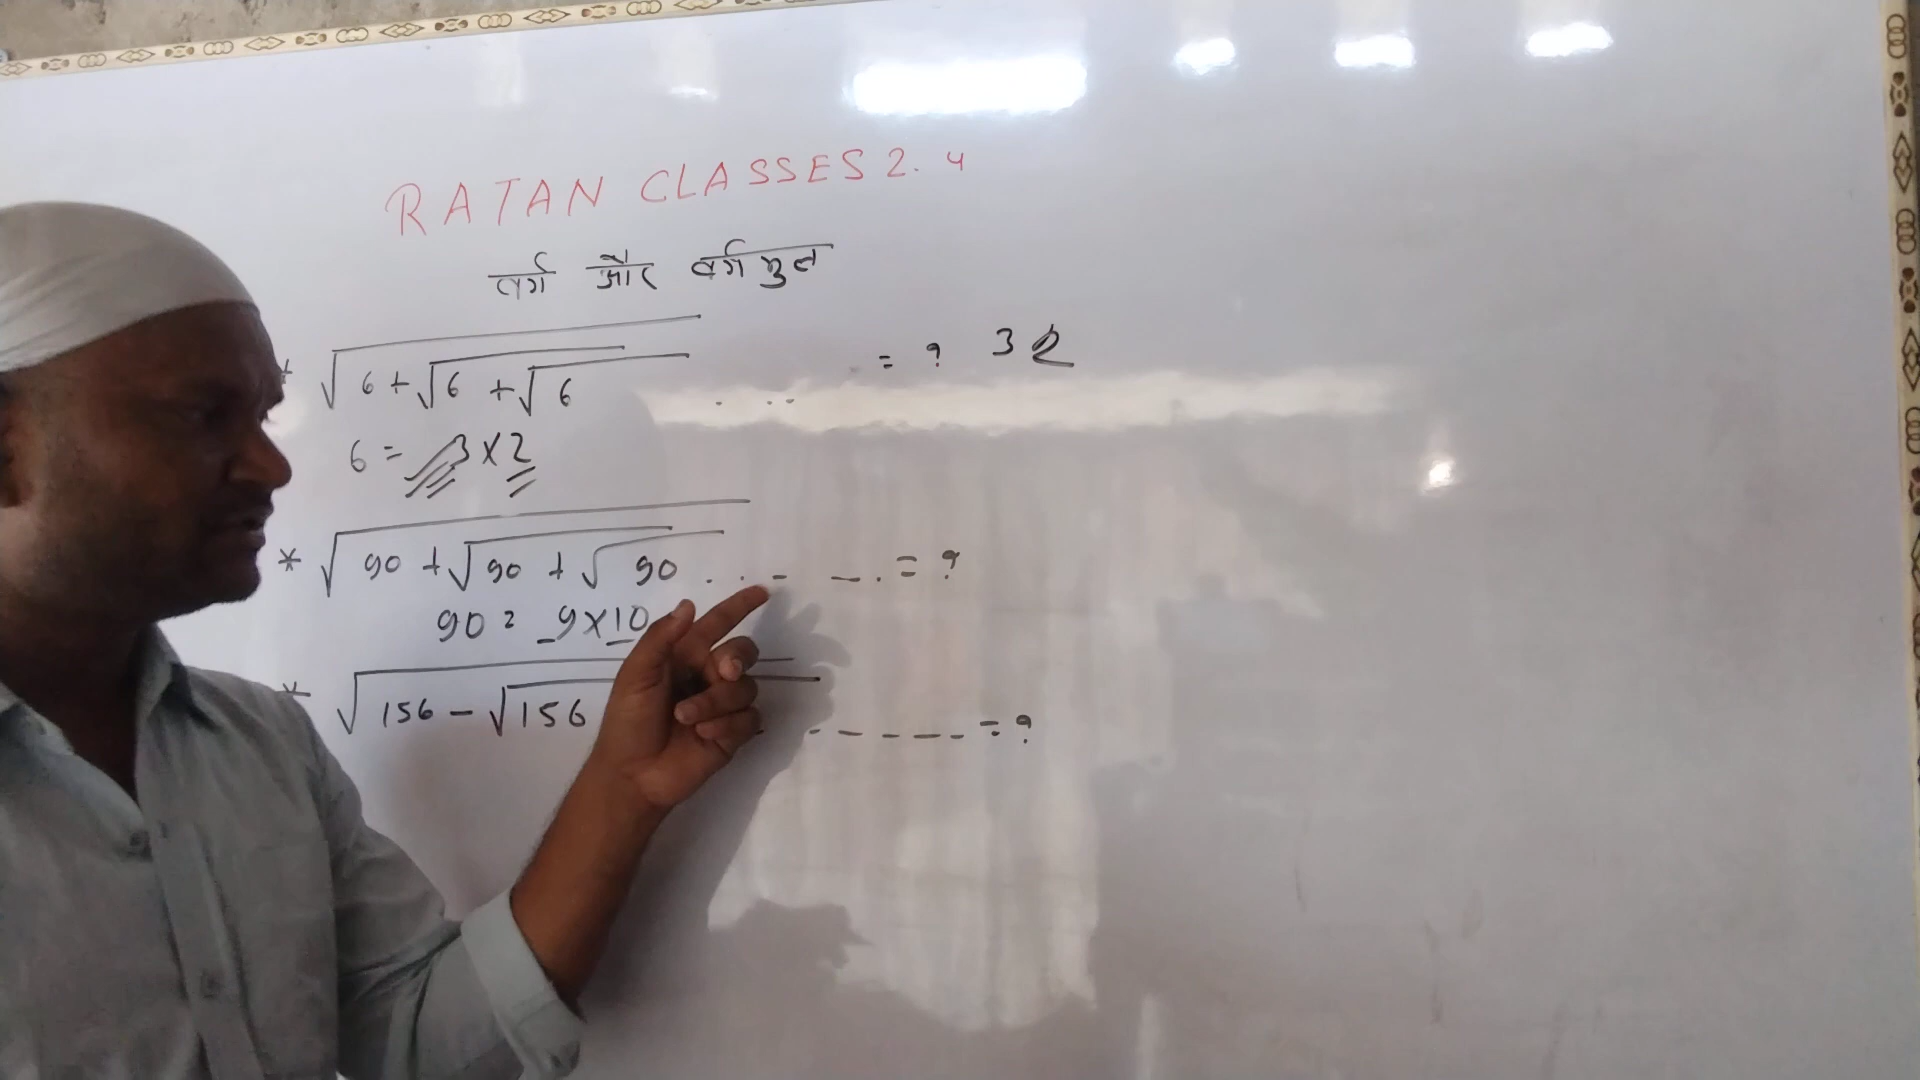 RATAN CLASSES 2.4
वर्ग और वर्गमुल
* √6 + √6 + √6 . . . . = ? 3 2
6 = 3 × 2
* √90 + √90 + √90 . . - - . = ?
90 = 9 × 10
* √156 - √156 - - - - - = ?